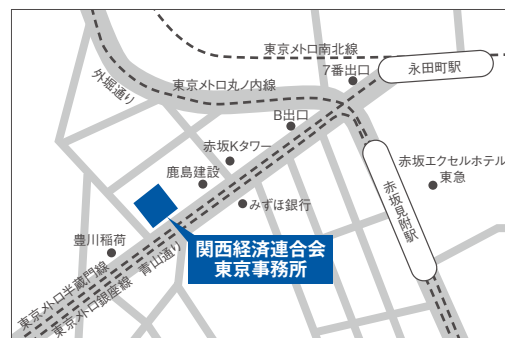 東京メトロ南北線
7番出口
永田町駅
東京メトロ丸ノ内線
外堀通り
B出口
赤坂Kタワー
赤坂エクセルホテル
東急
鹿島建設
赤坂見附駅
みずほ銀行
豊川稲荷
関西経済連合会
東京事務所
青山通り
東京メトロ半蔵門線
東京メトロ銀座線